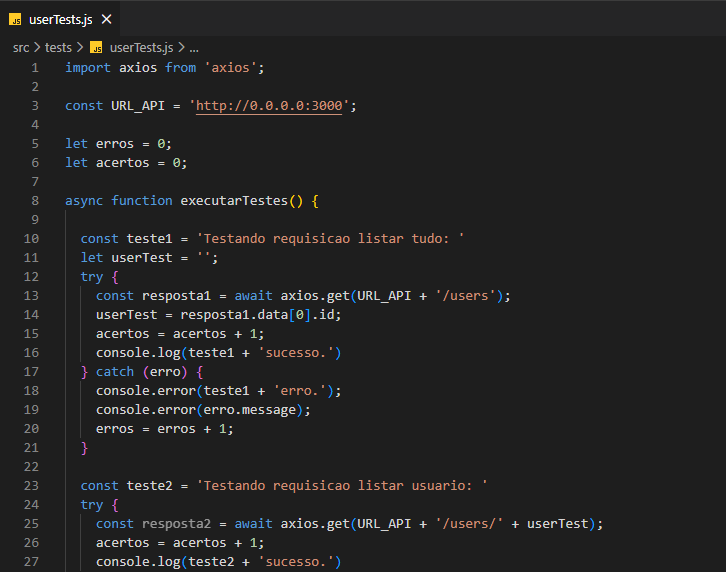 JS userTests.js ×
src > tests > JS userTests.js > ...
1 import axios from 'axios';
2
3 const URL_API = 'http://0.0.0.0:3000';
4
5 let erros = 0;
6 let acertos = 0;
7
8 async function executarTestes() {
9
10 const teste1 = 'Testando requisicao listar tudo: '
11 let userTest = '';
12 try {
13 const resposta1 = await axios.get(URL_API + '/users');
14 userTest = resposta1.data[0].id;
15 acertos = acertos + 1;
16 console.log(teste1 + 'sucesso.')
17 } catch (erro) {
18 console.error(teste1 + 'erro.');
19 console.error(erro.message);
20 erros = erros + 1;
21 }
22
23 const teste2 = 'Testando requisicao listar usuario: '
24 try {
25 const resposta2 = await axios.get(URL_API + '/users/' + userTest);
26 acertos = acertos + 1;
27 console.log(teste2 + 'sucesso.')